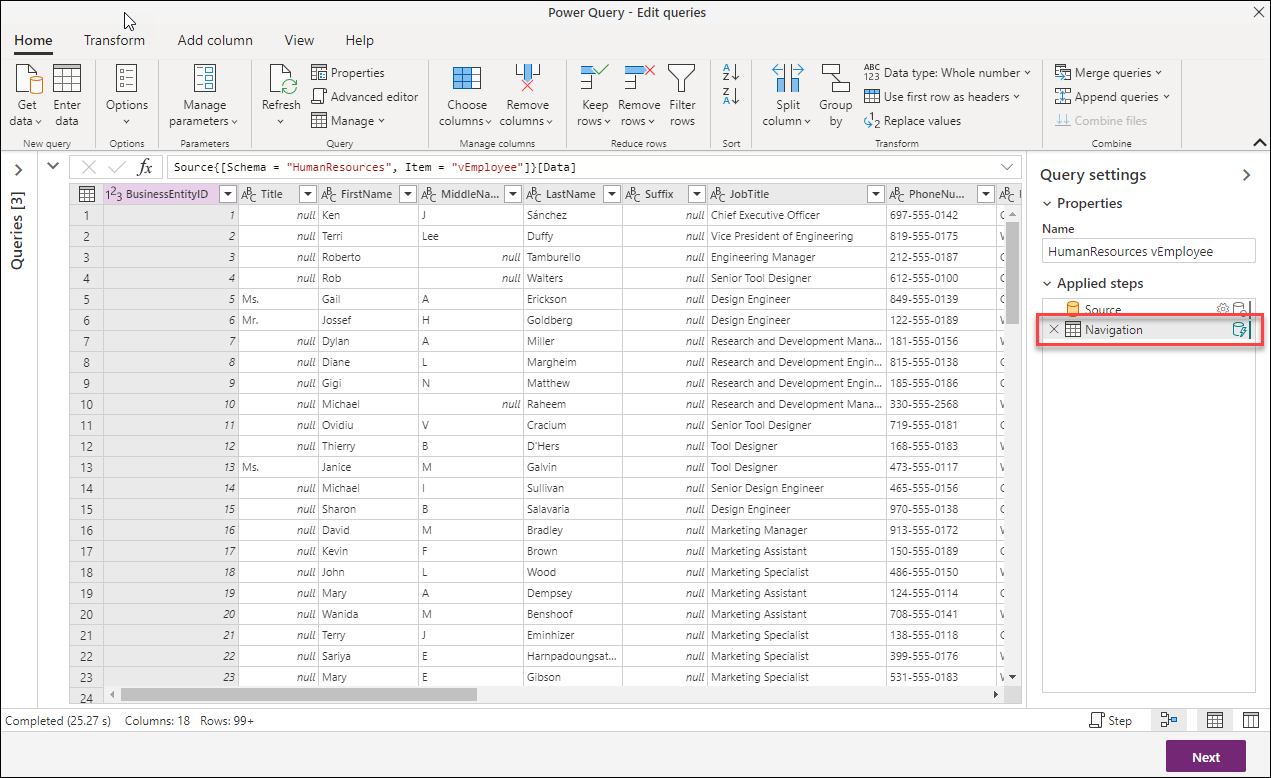 Power Query - Edit queries
Home Transform Add column View Help
Get data
Enter data
Options
Manage parameters
Refresh
Properties
Advanced editor
Manage
Choose columns
Remove columns
Keep rows
Remove rows
Filter rows
A Z
Z A
Split column
Group by
ABC 123 Data type: Whole number
Use first row as headers
1 2 Replace values
Merge queries
Append queries
Combine files
New query Options Parameters Query Manage columns Reduce rows Sort Transform Combine
Queries [3]
fx Source{[Schema = "HumanResources", Item = "vEmployee"]}[Data]
123 BusinessEntityID ABC Title ABC FirstName ABC MiddleNa... ABC LastName ABC Suffix ABC JobTitle ABC PhoneNu... ABC
1 1 null Ken J Sánchez null Chief Executive Officer 697-555-0142
2 2 null Terri Lee Duffy null Vice President of Engineering 819-555-0175
3 3 null Roberto null Tamburello null Engineering Manager 212-555-0187
4 4 null Rob null Walters null Senior Tool Designer 612-555-0100
5 5 Ms. Gail A Erickson null Design Engineer 849-555-0139
6 6 Mr. Jossef H Goldberg null Design Engineer 122-555-0189
7 7 null Dylan A Miller null Research and Development Mana... 181-555-0156
8 8 null Diane L Margheim null Research and Development Engin... 815-555-0138
9 9 null Gigi N Matthew null Research and Development Engin... 185-555-0186
10 10 null Michael null Raheem null Research and Development Mana... 330-555-2568
11 11 null Ovidiu V Cracium null Senior Tool Designer 719-555-0181
12 12 null Thierry B D'Hers null Tool Designer 168-555-0183
13 13 Ms. Janice M Galvin null Tool Designer 473-555-0117
14 14 null Michael I Sullivan null Senior Design Engineer 465-555-0156
15 15 null Sharon B Salavaria null Design Engineer 970-555-0138
16 16 null David M Bradley null Marketing Manager 913-555-0172
17 17 null Kevin F Brown null Marketing Assistant 150-555-0189
18 18 null John L Wood null Marketing Specialist 486-555-0150
19 19 null Mary A Dempsey null Marketing Assistant 124-555-0114
20 20 null Wanida M Benshoof null Marketing Assistant 708-555-0141
21 21 null Terry J Eminhizer null Marketing Specialist 138-555-0118
22 22 null Sariya E Harnpadoungsat... null Marketing Specialist 399-555-0176
23 23 null Mary E Gibson null Marketing Specialist 531-555-0183
24
Query settings
Properties
Name
HumanResources vEmployee
Applied steps
Source
Navigation
Completed (25.27 s) Columns: 18 Rows: 99+
Step
Next